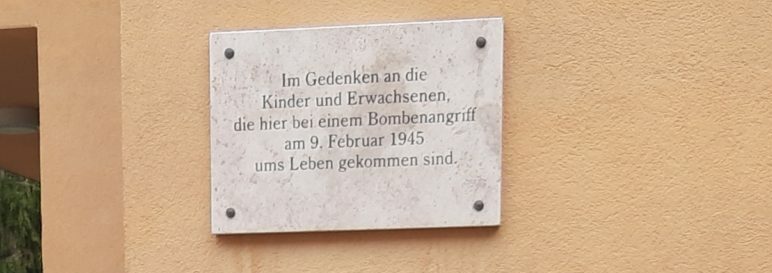 Im Gedenken an die
Kinder und Erwachsenen,
die hier bei einem Bombenangriff
am 9. Februar 1945
ums Leben gekommen sind.